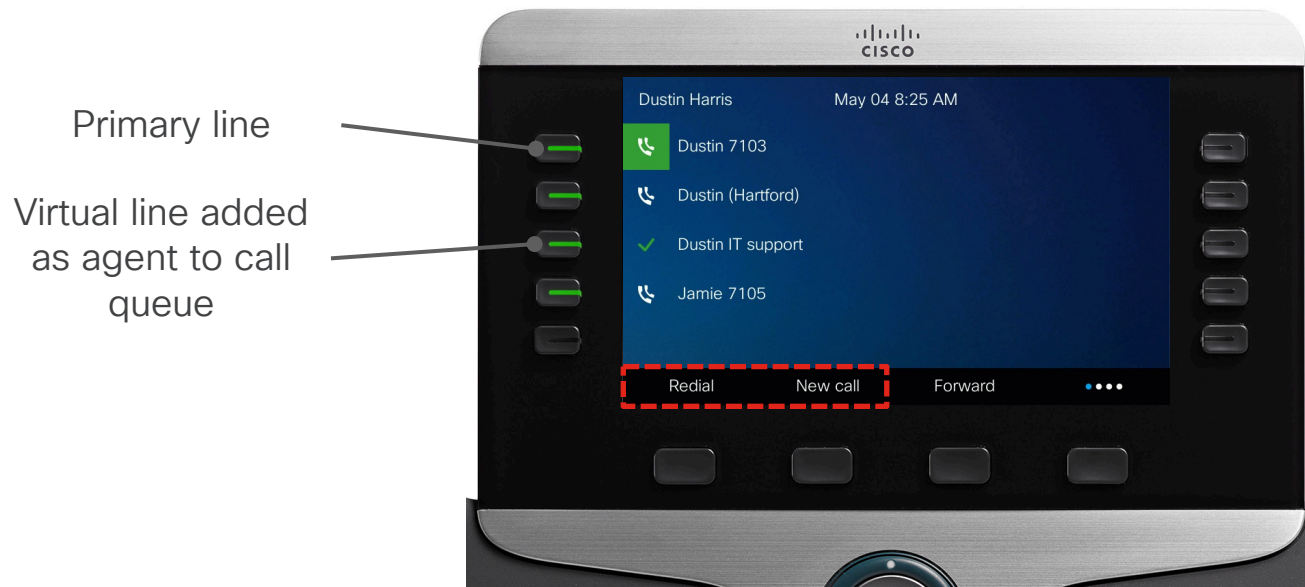 CISCO
Primary line
Virtual line added
as agent to call
queue
Dustin Harris May 04 8:25 AM
Dustin 7103
Dustin (Hartford)
Dustin IT support
Jamie 7105
Redial New call Forward